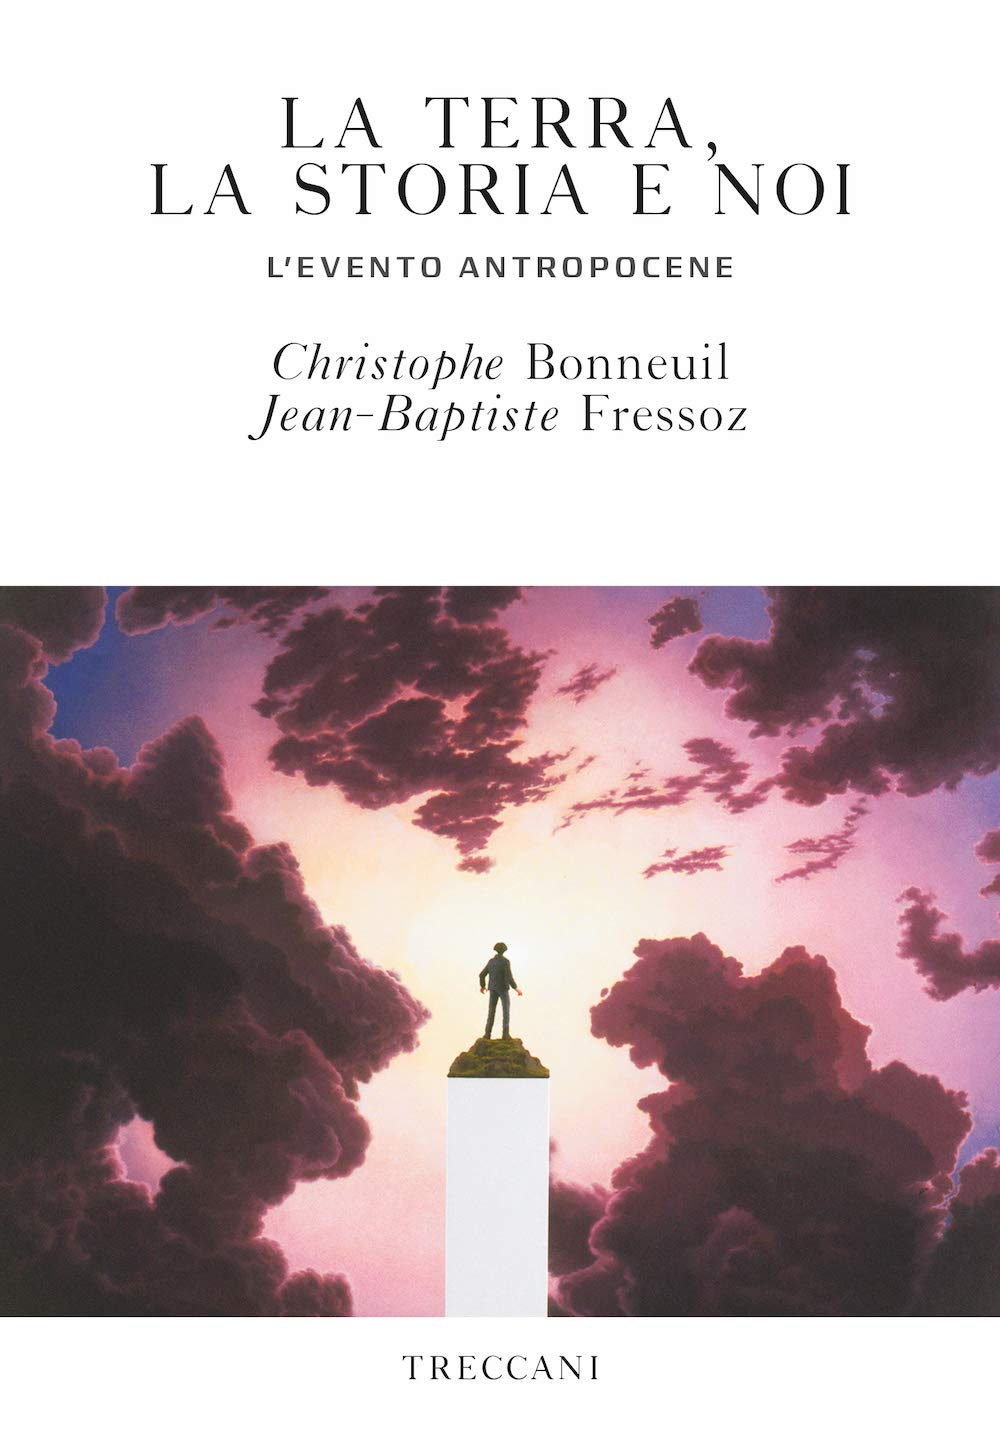 LA TERRA,
LA STORIA E NOI
L'EVENTO ANTROPOCENE
Christophe Bonneuil
Jean-Baptiste Fressoz
TRECCANI